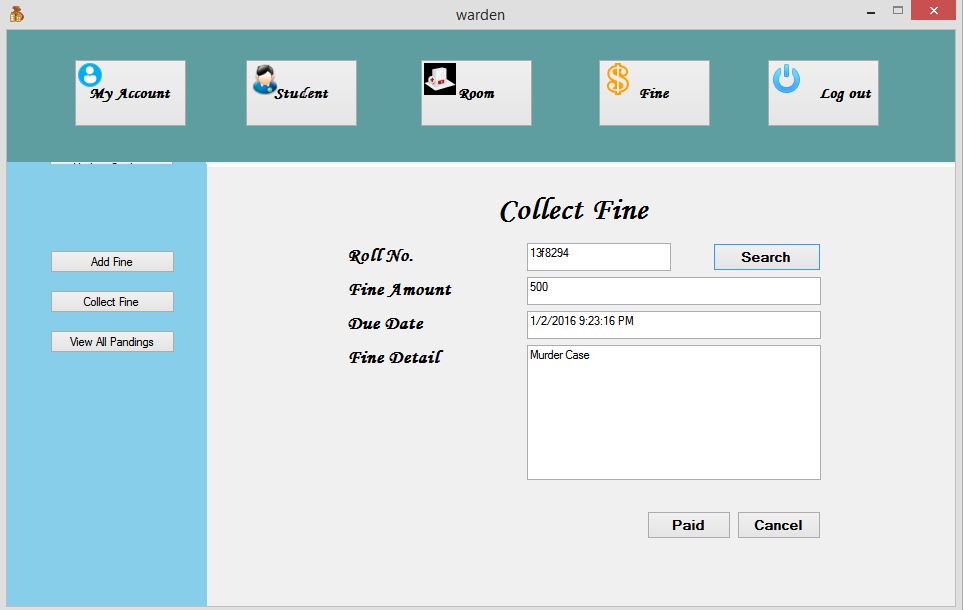 warden
My Account
Student
Room
Fine
Log out
Add Fine
Collect Fine
View All Pandings
Collect Fine
Roll No.
13f8294
Search
Fine Amount
500
Due Date
1/2/2016 9:23:16 PM
Fine Detail
Murder Case
Paid
Cancel